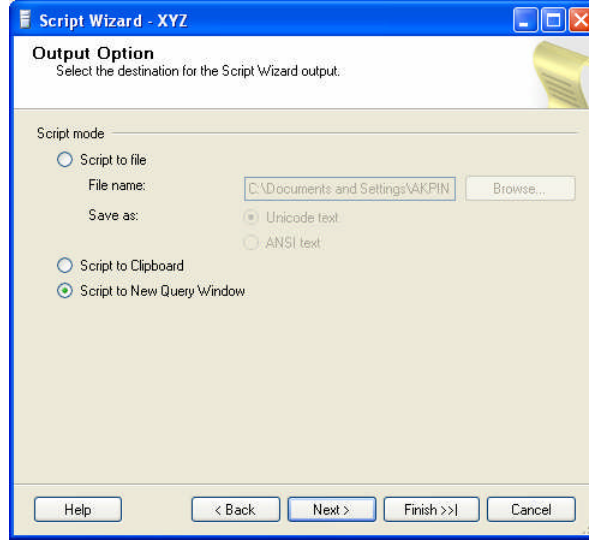 Script Wizard - XYZ
Output Option
Select the destination for the Script Wizard output.
Script mode
Script to file
File name: C:\Documents and Settings\AKPIN Browse...
Save as: Unicode text
ANSI text
Script to Clipboard
Script to New Query Window
Help < Back Next > Finish >>| Cancel